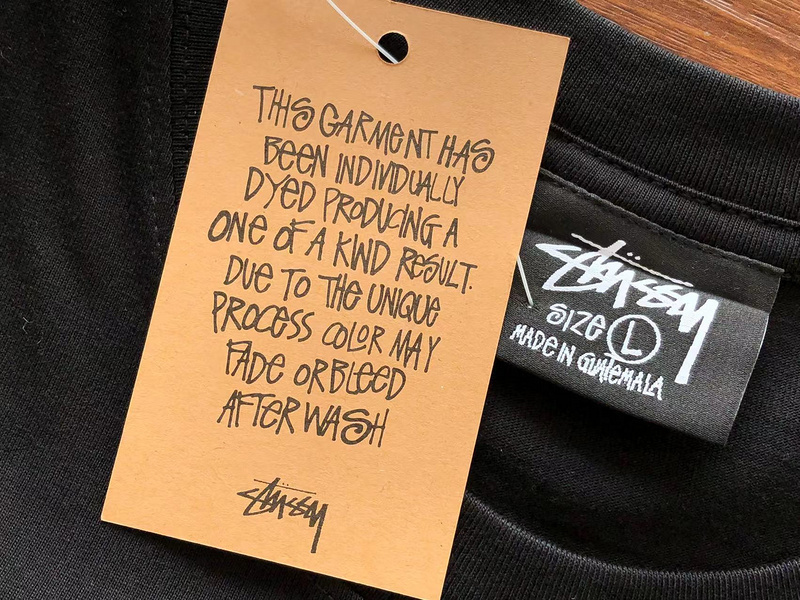 THIS GARMENT HAS
BEEN INDIVIDUALLY
DYED PRODUCING A
ONE OF A KIND RESULT.
DUE TO THE UNIQUE
PROCESS COLOR MAY
FADE OR BLEED
AFTER WASH
STÜSSY
STÜSSY
SIZE L
MADE IN GUATEMALA